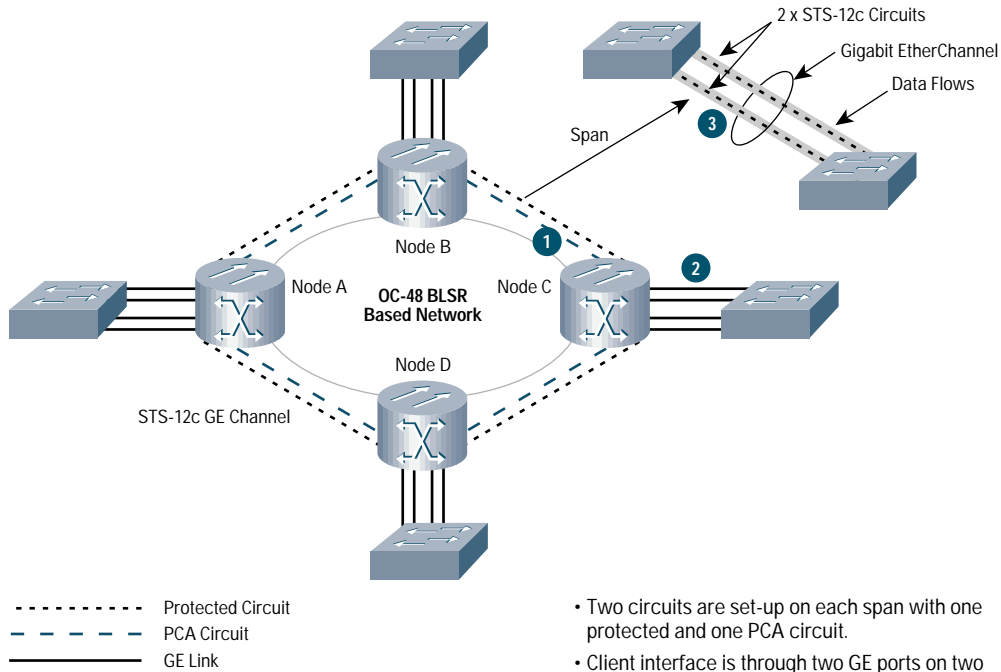 2 x STS-12c Circuits
Gigabit EtherChannel
Data Flows
3
Span
Node B
1
2
Node A
OC-48 BLSR
Based Network
Node C
Node D
STS-12c GE Channel
Protected Circuit
PCA Circuit
GE Link
• Two circuits are set-up on each span with one
protected and one PCA circuit.
• Client interface is through two GE ports on two